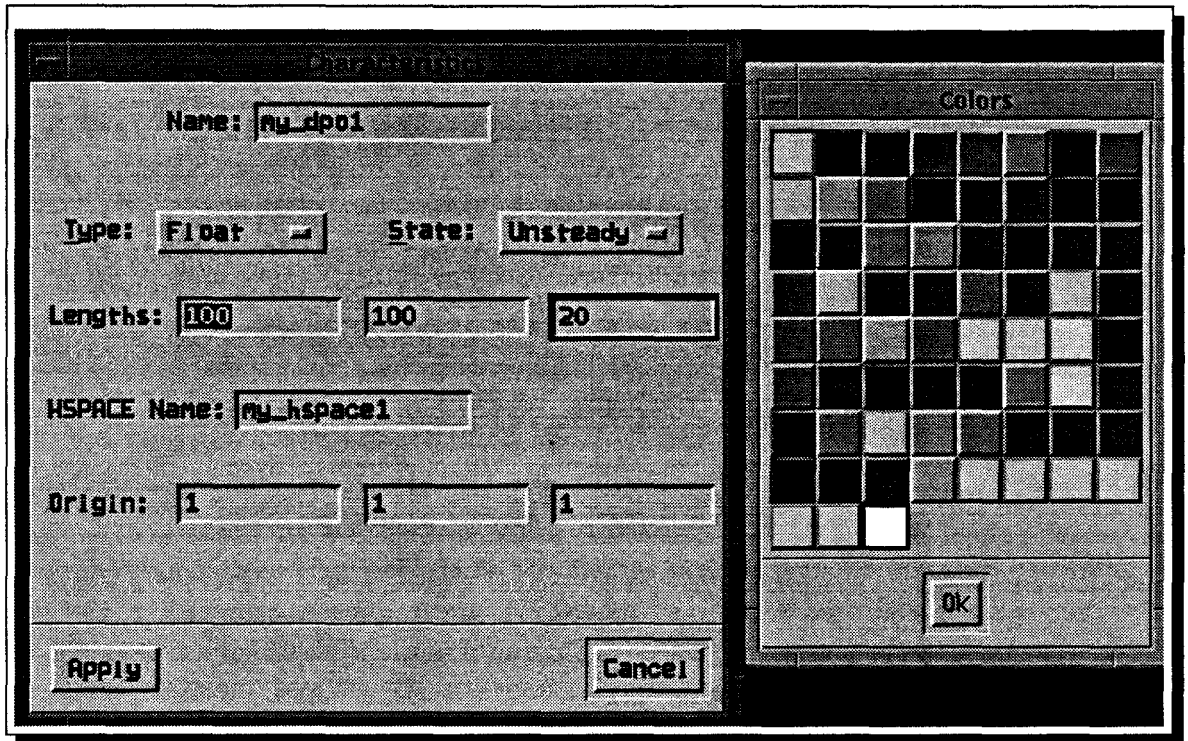 Characteristics
Colors
Name: my_dpo1
Type: Float State: Unsteady
Lengths: 100 100 20
HSPACE Name: my_hspace1
Origin: 1 1 1
Ok
Apply Cancel